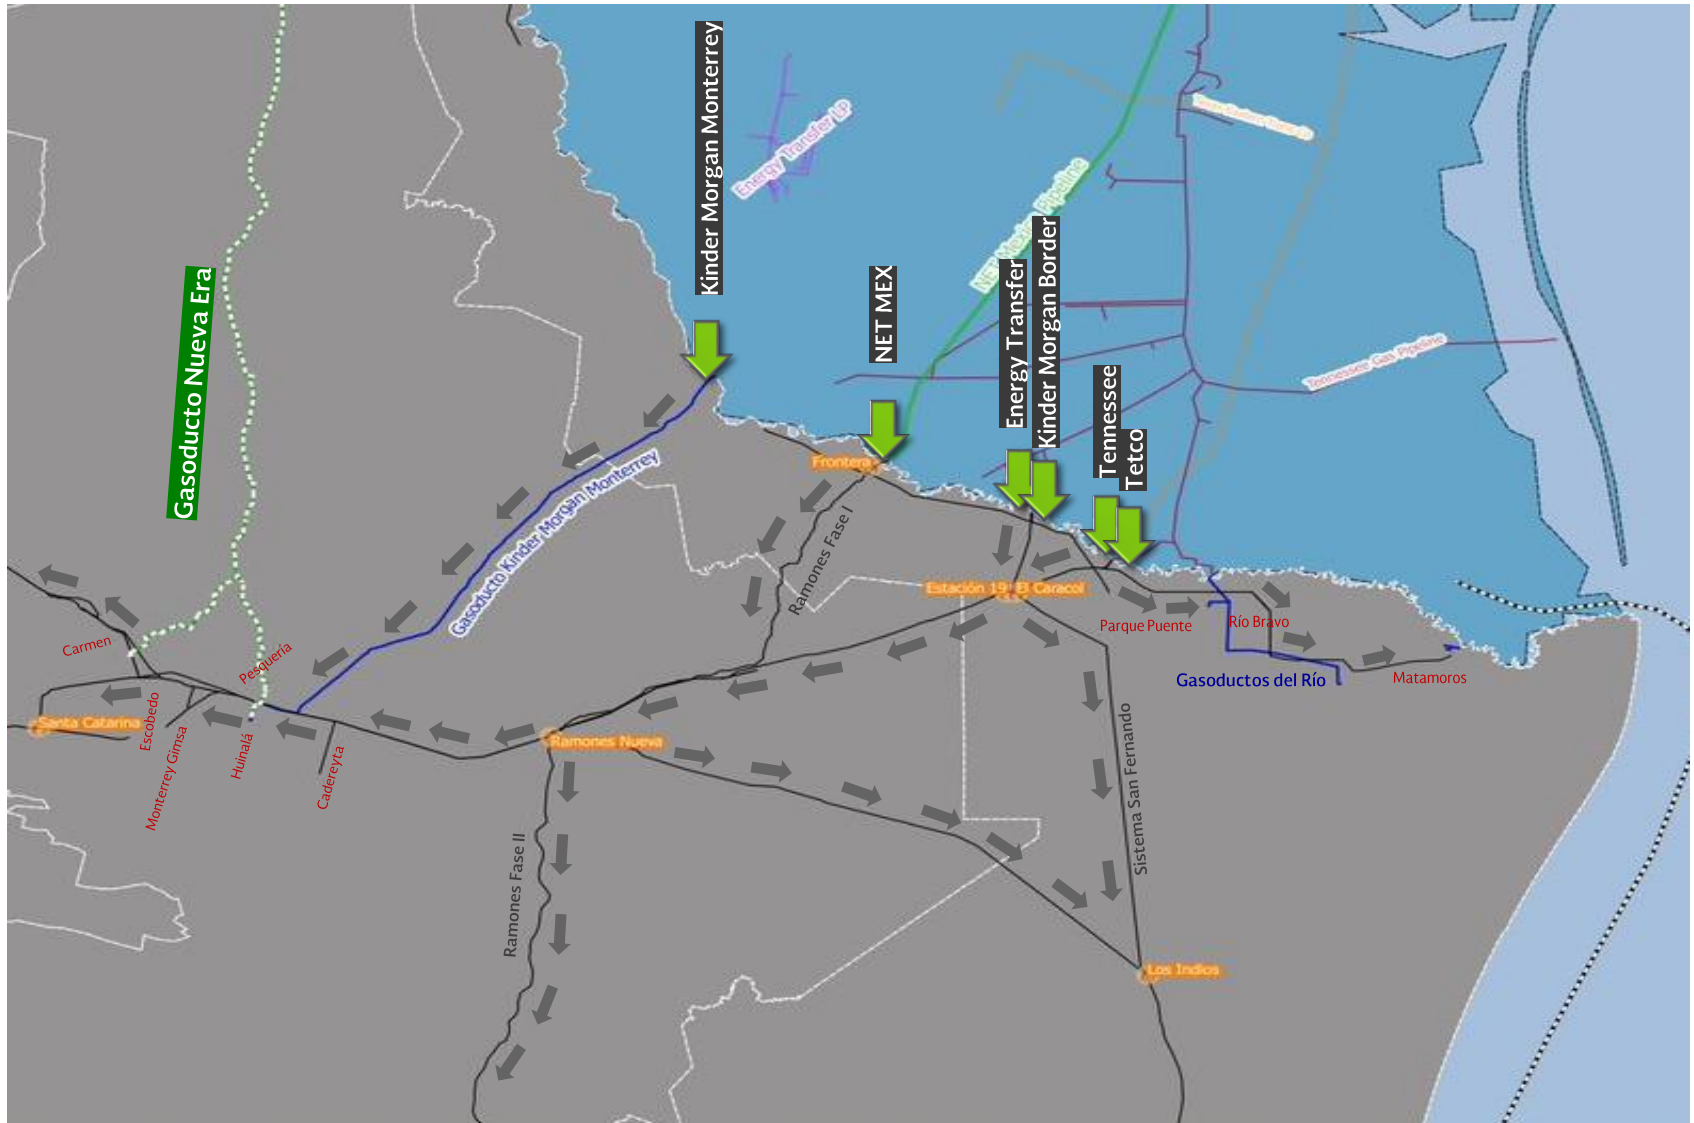 Kinder Morgan Monterrey
Energy Transfer LP
NET Mexico Pipeline
Gasoducto Nueva Era
NET MEX
Energy Transfer
Kinder Morgan Border
Tennessee
Tetco
Tennessee Gas Pipeline
Frontera
Gasoducto Kinder Morgan Monterrey
Ramones Fase I
Estación 19
El Caracol
Parque Puente
Río Bravo
Gasoductos del Río
Matamoros
Carmen
Pesquería
Santa Catarina
Escobedo
Monterrey Gimsa
Huinalá
Cadereyta
Ramones Nueva
Sistema San Fernando
Ramones Fase II
Los Indios